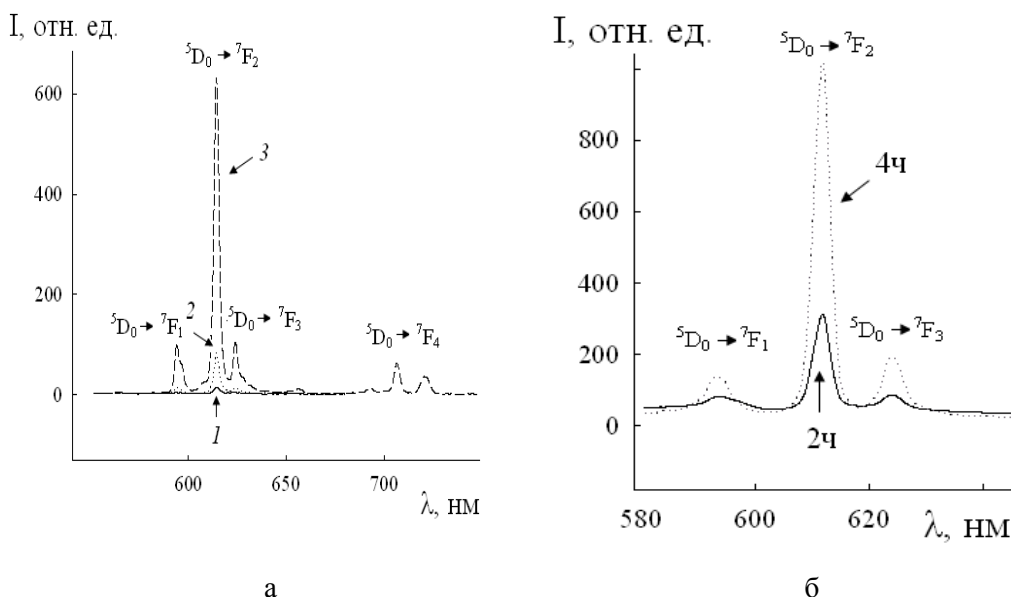 I, отн. ед.
⁵D₀ → ⁷F₂
600
3
400
200
2
⁵D₀ → ⁷F₁
⁵D₀ → ⁷F₃
⁵D₀ → ⁷F₄
0
1
600
650
700
λ, нм
а
I, отн. ед.
⁵D₀ → ⁷F₂
800
4ч
600
400
⁵D₀ → ⁷F₁
⁵D₀ → ⁷F₃
200
0
2ч
580
600
620
λ, нм
б